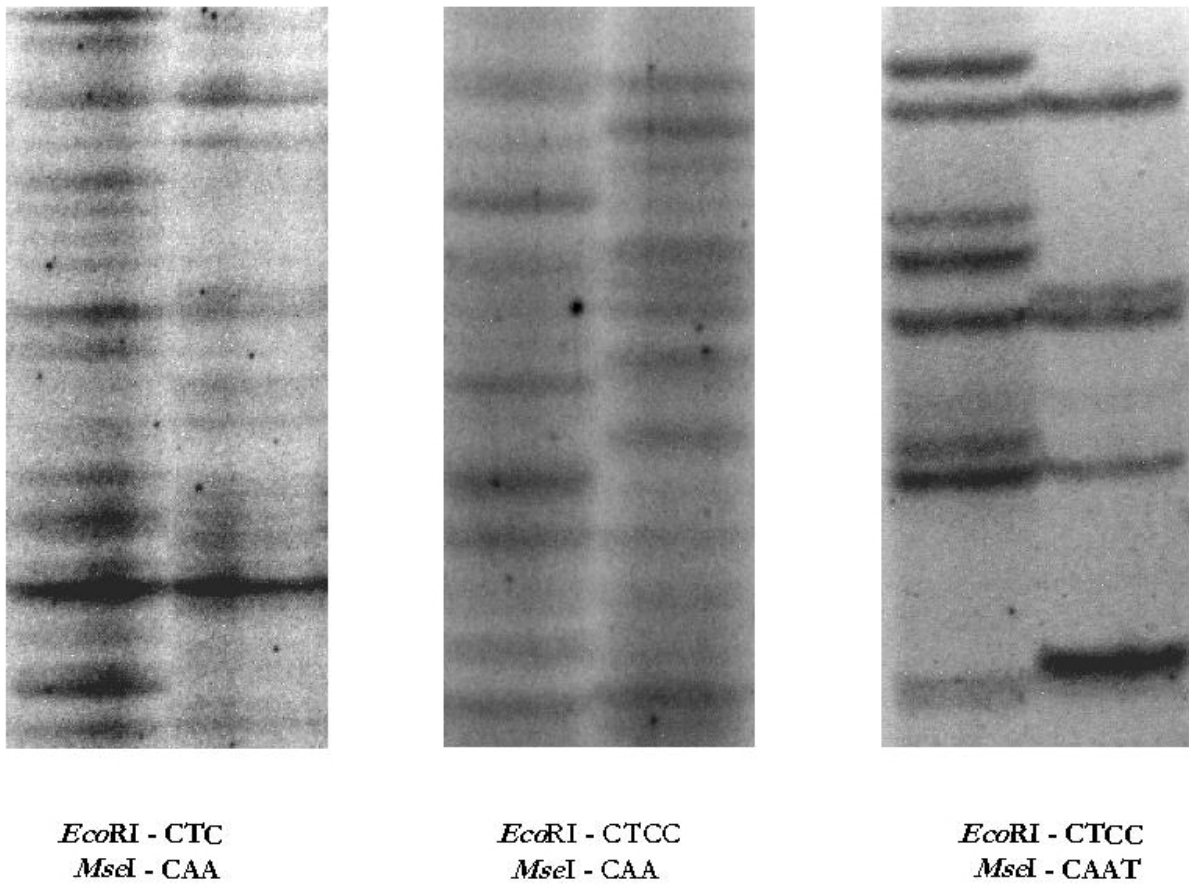 EcoRI - CTC
MseI - CAA
EcoRI - CTCC
MseI - CAA
EcoRI - CTCC
MseI - CAAT